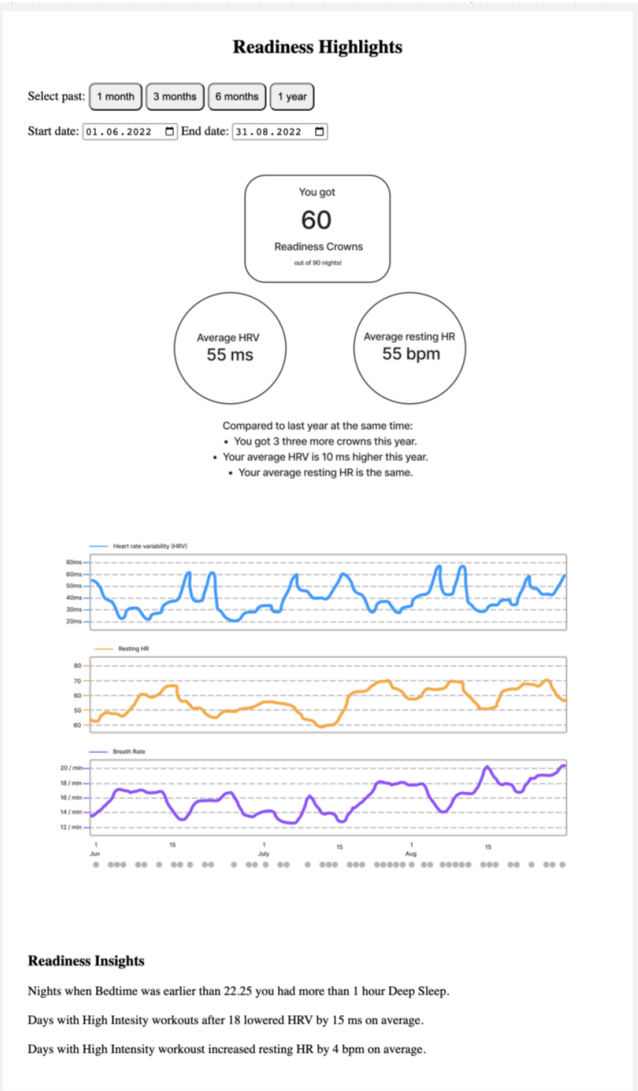 Readiness Highlights
Select past: 1 month 3 months 6 months 1 year
Start date: 01.06.2022 End date: 31.08.2022
You got
60
Readiness Crowns
out of 90 nights!
Average HRV
55 ms
Average resting HR
55 bpm
Compared to last year at the same time:
• You got 3 three more crowns this year.
• Your average HRV is 10 ms higher this year.
• Your average resting HR is the same.
Heart rate variability (HRV)
80ms
60ms
50ms
40ms
30ms
20ms
Resting HR
80
70
60
50
60
Breath Rate
20 / min
18 / min
16 / min
14 / min
12 / min
1 15 1 15 1 15
Jun July Aug
Readiness Insights
Nights when Bedtime was earlier than 22.25 you had more than 1 hour Deep Sleep.
Days with High Intesity workouts after 18 lowered HRV by 15 ms on average.
Days with High Intensity workoust increased resting HR by 4 bpm on average.